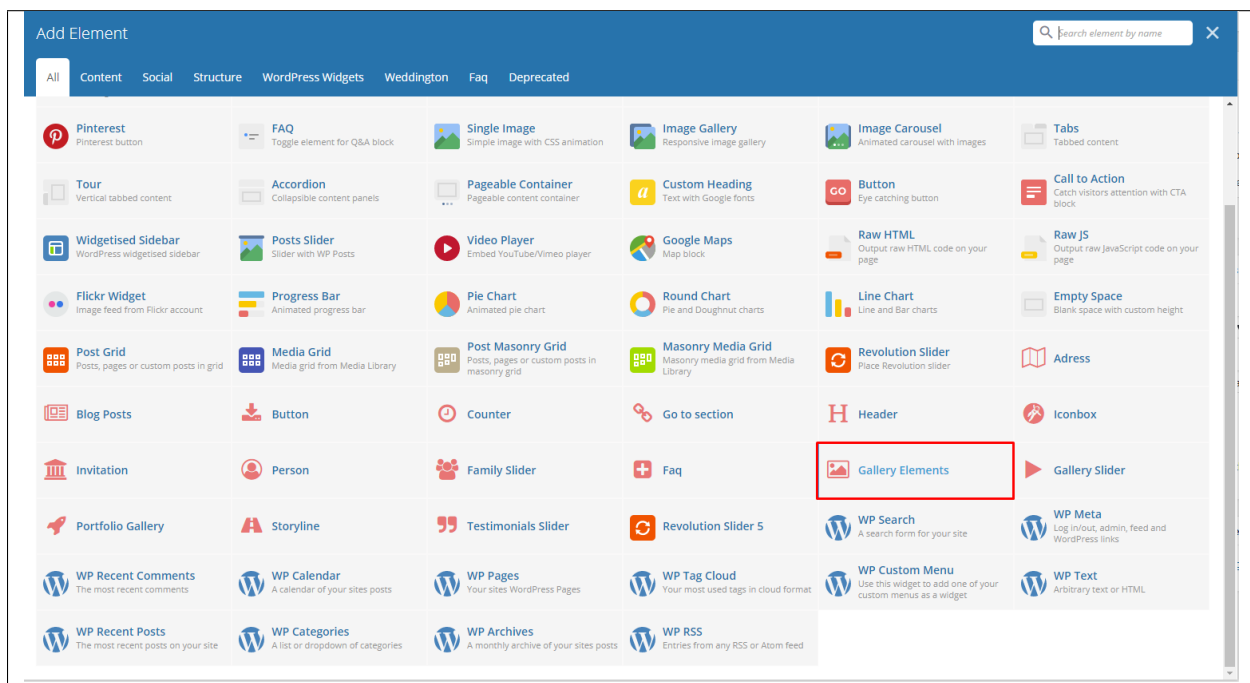 Add Element
Search element by name
All Content Social Structure WordPress Widgets Weddington Faq Deprecated
Pinterest
Pinterest button
FAQ
Toggle element for Q&A block
Single Image
Simple image with CSS animation
Image Gallery
Responsive image gallery
Image Carousel
Animated carousel with images
Tabs
Tabbed content
Tour
Vertical tabbed content
Accordion
Collapsible content panels
Pageable Container
Pageable content container
a
Custom Heading
Text with Google fonts
GO
Button
Eye catching button
Call to Action
Catch visitors attention with CTA
block
Widgetised Sidebar
WordPress widgetised sidebar
Posts Slider
Slider with WP Posts
Video Player
Embed YouTube/Vimeo player
Google Maps
Map block
Raw HTML
Output raw HTML code on your
page
Raw JS
Output raw JavaScript code on your
page
Flickr Widget
Image feed from Flickr account
Progress Bar
Animated progress bar
Pie Chart
Animated pie chart
Round Chart
Pie and Doughnut charts
Line Chart
Line and Bar charts
Empty Space
Blank space with custom height
Post Grid
Posts, pages or custom posts in grid
Media Grid
Media grid from Media Library
Post Masonry Grid
Posts, pages or custom posts in
masonry grid
Masonry Media Grid
Masonry media grid from Media
Library
Revolution Slider
Place Revolution slider
Adress
Blog Posts
Button
Counter
Go to section
H
Header
Iconbox
Invitation
Person
Family Slider
Faq
Gallery Elements
Gallery Slider
Portfolio Gallery
Storyline
Testimonials Slider
Revolution Slider 5
WP Search
A search form for your site
WP Meta
Log in/out, admin, feed and
WordPress links
WP Recent Comments
The most recent comments
WP Calendar
A calendar of your sites posts
WP Pages
Your sites WordPress Pages
WP Tag Cloud
Your most used tags in cloud format
WP Custom Menu
Use this widget to add one of your
custom menus as a widget
WP Text
Arbitrary text or HTML
WP Recent Posts
The most recent posts on your site
WP Categories
A list or dropdown of categories
WP Archives
A monthly archive of your sites posts
WP RSS
Entries from any RSS or Atom feed